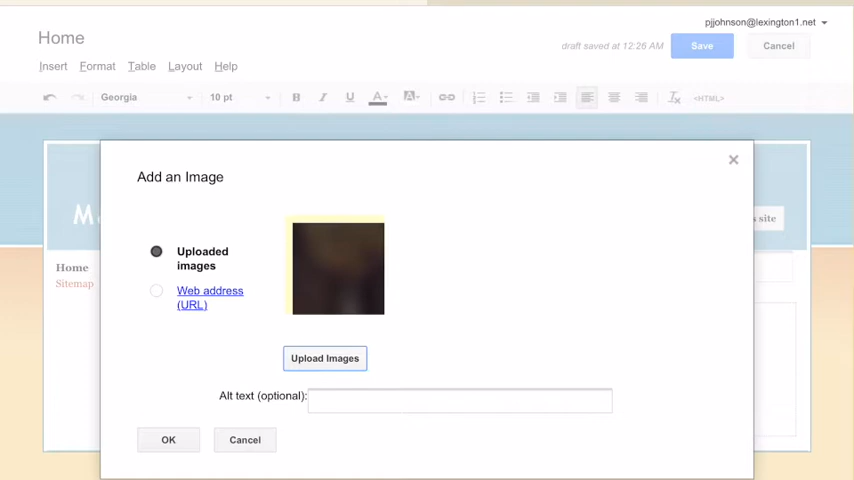 pjjohnson@lexington1.net
Home
draft saved at 12:26 AM
Save
Cancel
Insert Format Table Layout Help
Georgia 10 pt B I U A A <HTML>
Add an Image
s site
Uploaded
images
Home
Sitemap
Web address
(URL)
Upload Images
Alt text (optional):
OK Cancel